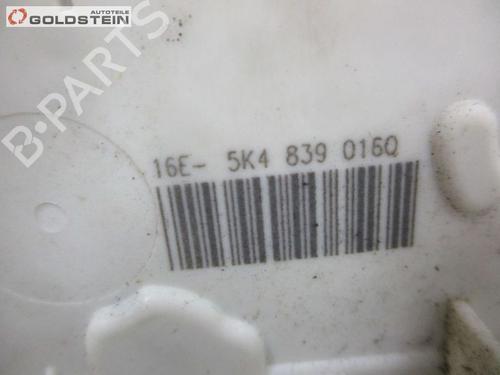 GOLDSTEIN
AUTOTEILE
B-PARTS
16E- 5K4 839 016Q